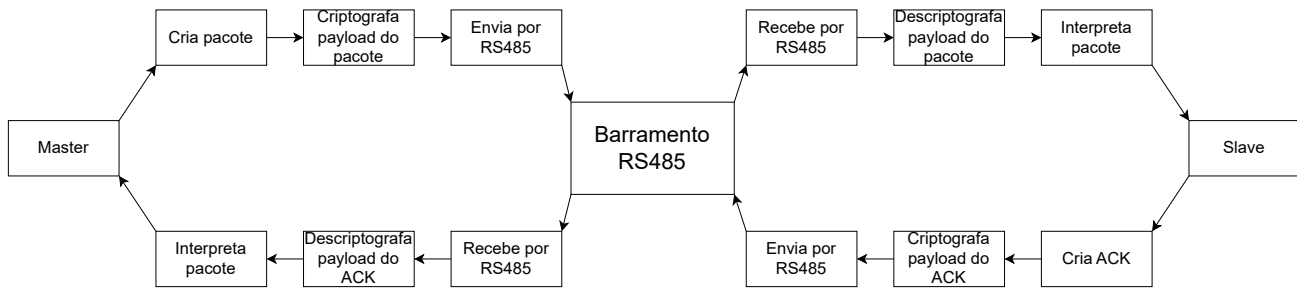 Cria pacote
Criptografa
payload do
pacote
Envia por
RS485
Recebe por
RS485
Descriptografa
payload do
pacote
Interpreta
pacote
Master
Barramento
RS485
Slave
Interpreta
pacote
Descriptografa
payload do
ACK
Recebe por
RS485
Envia por
RS485
Criptografa
payload do
ACK
Cria ACK